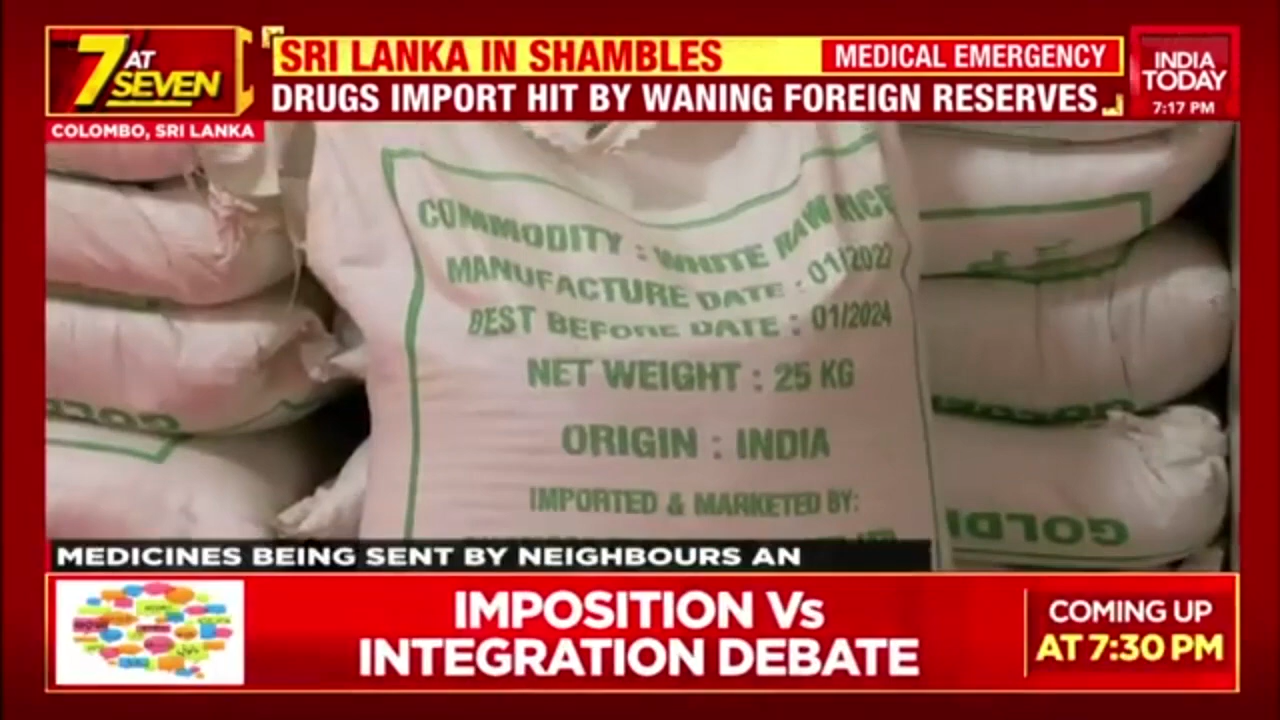 7 AT SEVEN
SRI LANKA IN SHAMBLES
MEDICAL EMERGENCY
DRUGS IMPORT HIT BY WANING FOREIGN RESERVES
INDIA TODAY
7:17 PM
COLOMBO, SRI LANKA
COMMODITY : WHITE RAW RICE
MANUFACTURE DATE : 01/2022
BEST BEFORE DATE : 01/2024
NET WEIGHT : 25 KG
ORIGIN : INDIA
IMPORTED & MARKETED BY:
MEDICINES BEING SENT BY NEIGHBOURS AN
IMPOSITION Vs
INTEGRATION DEBATE
COMING UP
AT 7:30 PM